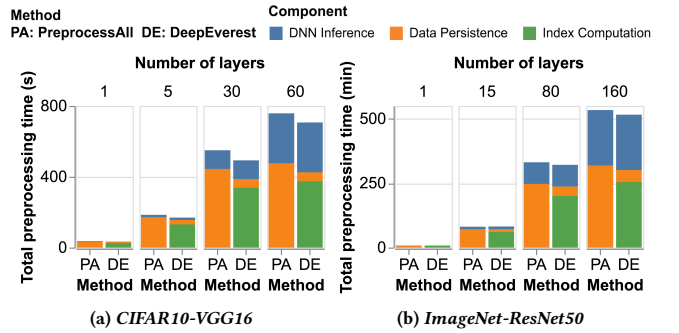 Method
PA: PreprocessAll DE: DeepEverest
Component
DNN Inference Data Persistence Index Computation
Number of layers
1 5 30 60
Total preprocessing time (s)
800
400
0
PA DE PA DE PA DE PA DE
Method Method Method Method
(a) CIFAR10-VGG16
Number of layers
1 15 80 160
Total preprocessing time (min)
500
250
0
PA DE PA DE PA DE PA DE
Method Method Method Method
(b) ImageNet-ResNet50